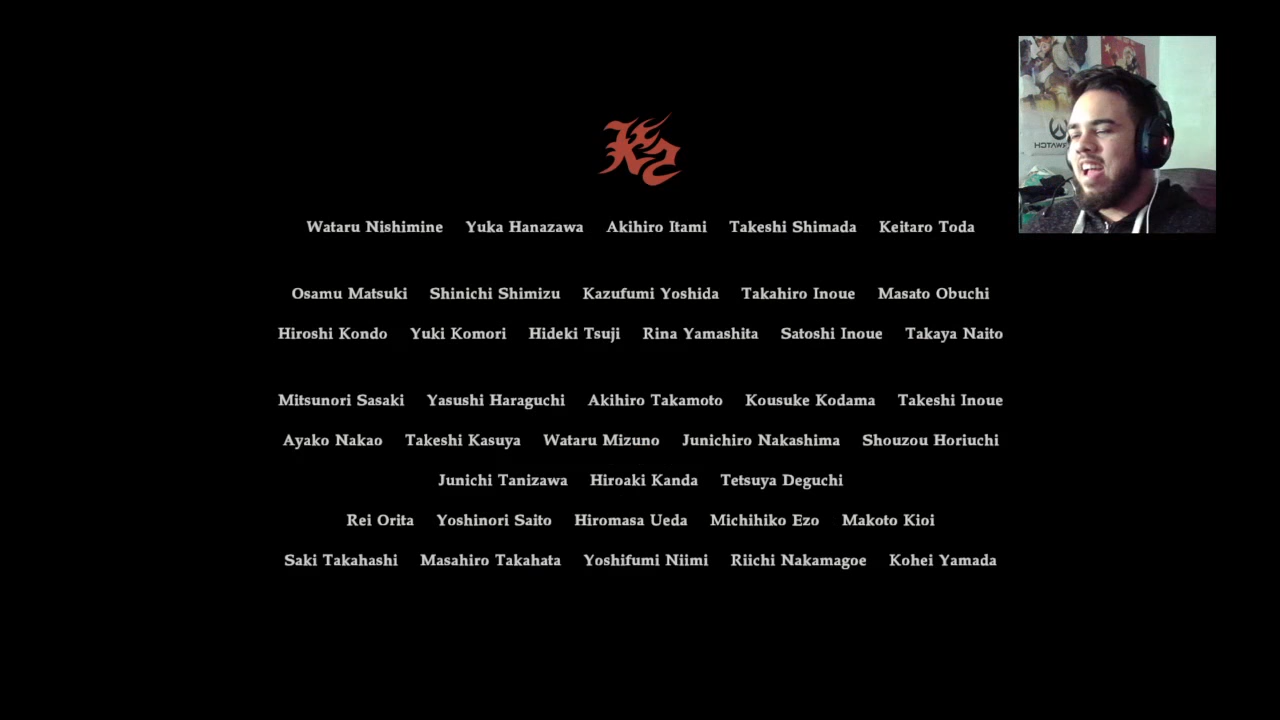 K2
Wataru Nishimine Yuka Hanazawa Akihiro Itami Takeshi Shimada Keitaro Toda
Osamu Matsuki Shinichi Shimizu Kazufumi Yoshida Takahiro Inoue Masato Obuchi
Hiroshi Kondo Yuki Komori Hideki Tsuji Rina Yamashita Satoshi Inoue Takaya Naito
Mitsunori Sasaki Yasushi Haraguchi Akihiro Takamoto Kousuke Kodama Takeshi Inoue
Ayako Nakao Takeshi Kasuya Wataru Mizuno Junichiro Nakashima Shouzou Horiuchi
Junichi Tanizawa Hiroaki Kanda Tetsuya Deguchi
Rei Orita Yoshinori Saito Hiromasa Ueda Michihiko Ezo Makoto Kioi
Saki Takahashi Masahiro Takahata Yoshifumi Niimi Riichi Nakamagoe Kohei Yamada